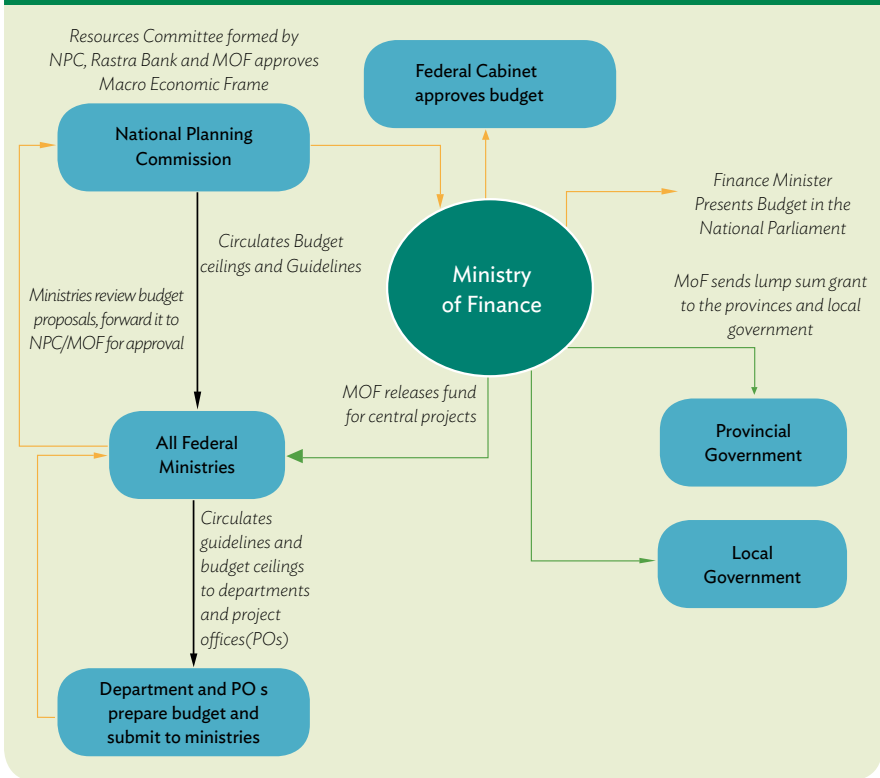 Resources Committee formed by
NPC, Rastra Bank and MOF approves
Macro Economic Frame
National Planning
Commission
Federal Cabinet
approves budget
Finance Minister
Presents Budget in the
National Parliament
Circulates Budget
ceilings and Guidelines
Ministry
of Finance
Ministries review budget
proposals, forward it to
NPC/MOF for approval
MoF sends lump sum grant
to the provinces and local
government
MOF releases fund
for central projects
All Federal
Ministries
Provincial
Government
Circulates
guidelines and
budget ceilings
to departments
and project
offices(POs)
Local
Government
Department and PO s
prepare budget and
submit to ministries